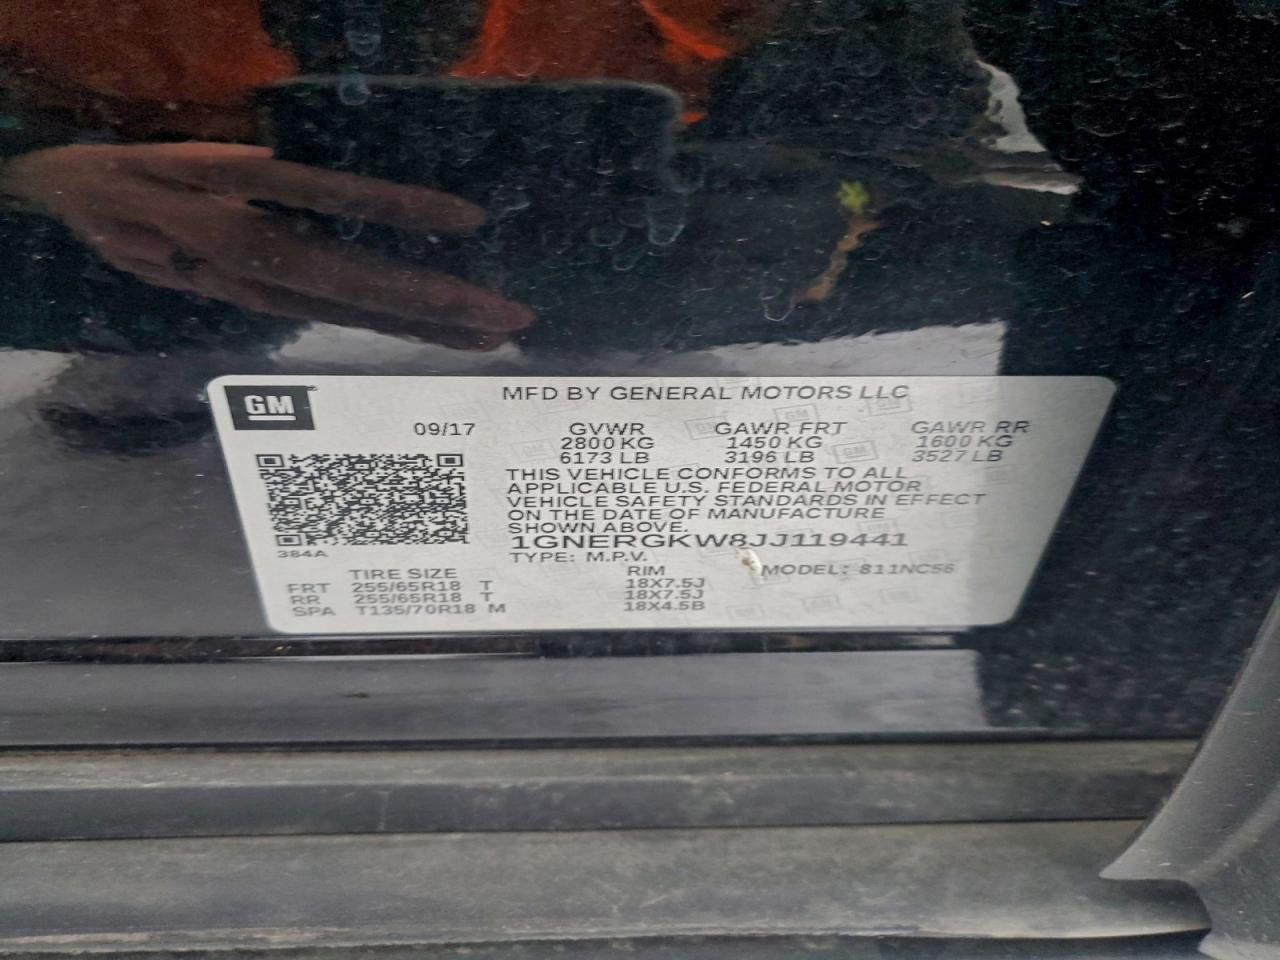 GM
MFD BY GENERAL MOTORS LLC
09/17 GVWR GAWR FRT GAWR RR
2800 KG 1450 KG 1600 KG
6173 LB 3196 LB 3527 LB
THIS VEHICLE CONFORMS TO ALL
APPLICABLE U.S. FEDERAL MOTOR
VEHICLE SAFETY STANDARDS IN EFFECT
ON THE DATE OF MANUFACTURE
SHOWN ABOVE.
1GNERGKW8JJ119441
384A
TYPE: M.P.V. MODEL: 811NC56
TIRE SIZE RIM
FRT 255/65R18 T 18X7.5J
RR 255/65R18 T 18X7.5J
SPA T135/70R18 M 18X4.5B